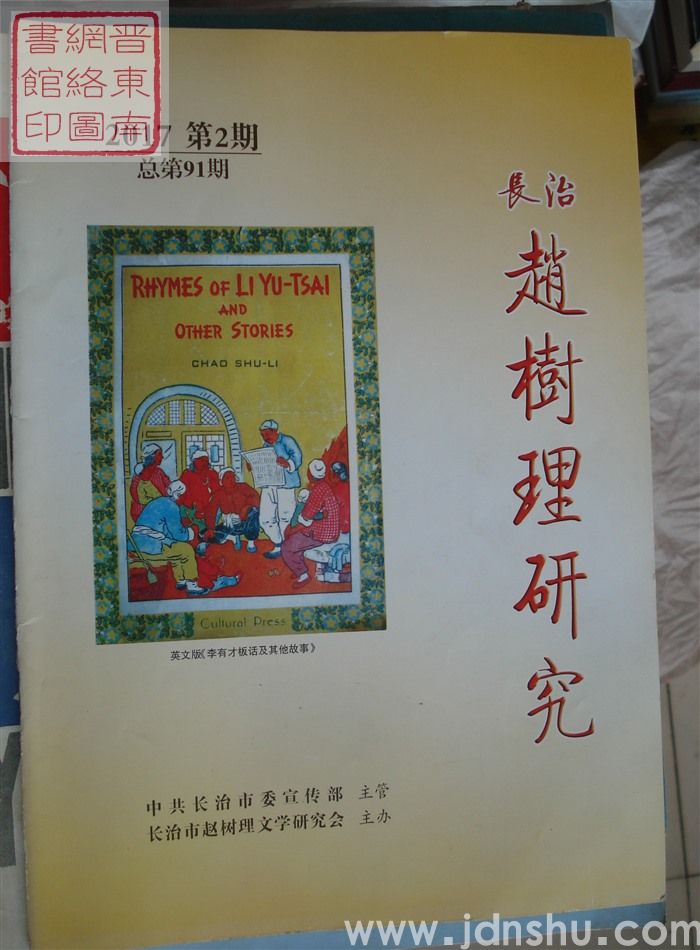 晋東南
網絡圖
書館印
2017 第2期
总第91期
長治
趙樹理研究
RHYMES OF LI YU-TSAI
AND
OTHER STORIES
CHAO SHU-LI
Cultural Press
英文版《李有才板话及其他故事》
中共长治市委宣传部 主管
长治市赵树理文学研究会 主办
www.jdnshu.com